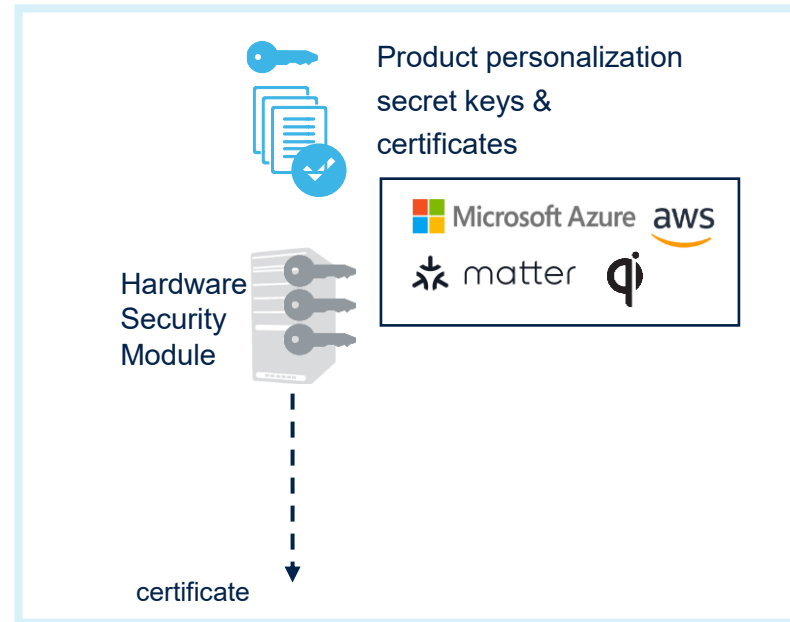 Product personalization
secret keys &
certificates
Microsoft Azure aws
matter qi
Hardware
Security
Module
certificate